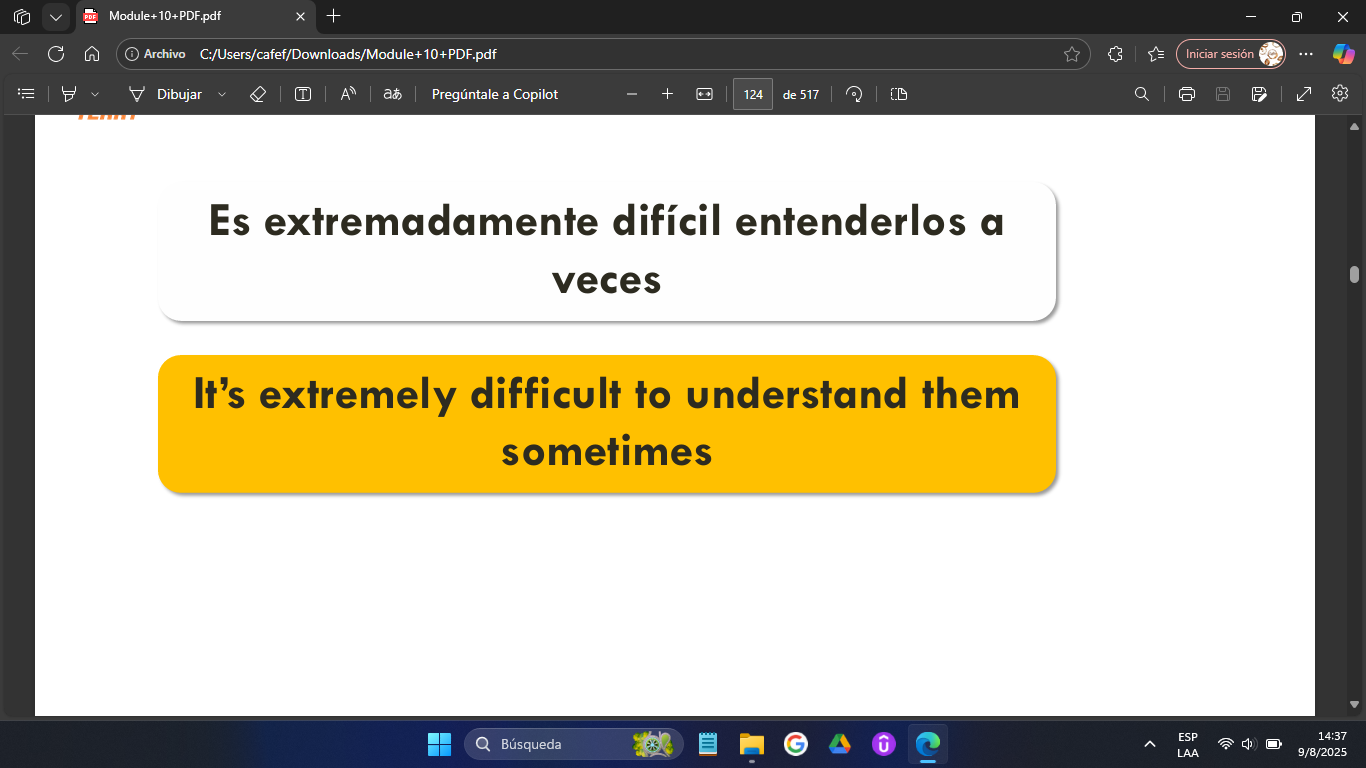 Module+10+PDF.pdf
Archivo C:/Users/cafef/Downloads/Module+10+PDF.pdf Iniciar sesión
Dibujar Pregúntale a Copilot 124 de 517
Es extremadamente difícil entenderlos a
veces
It’s extremely difficult to understand them
sometimes
Búsqueda
ESP
LAA
14:37
9/8/2025